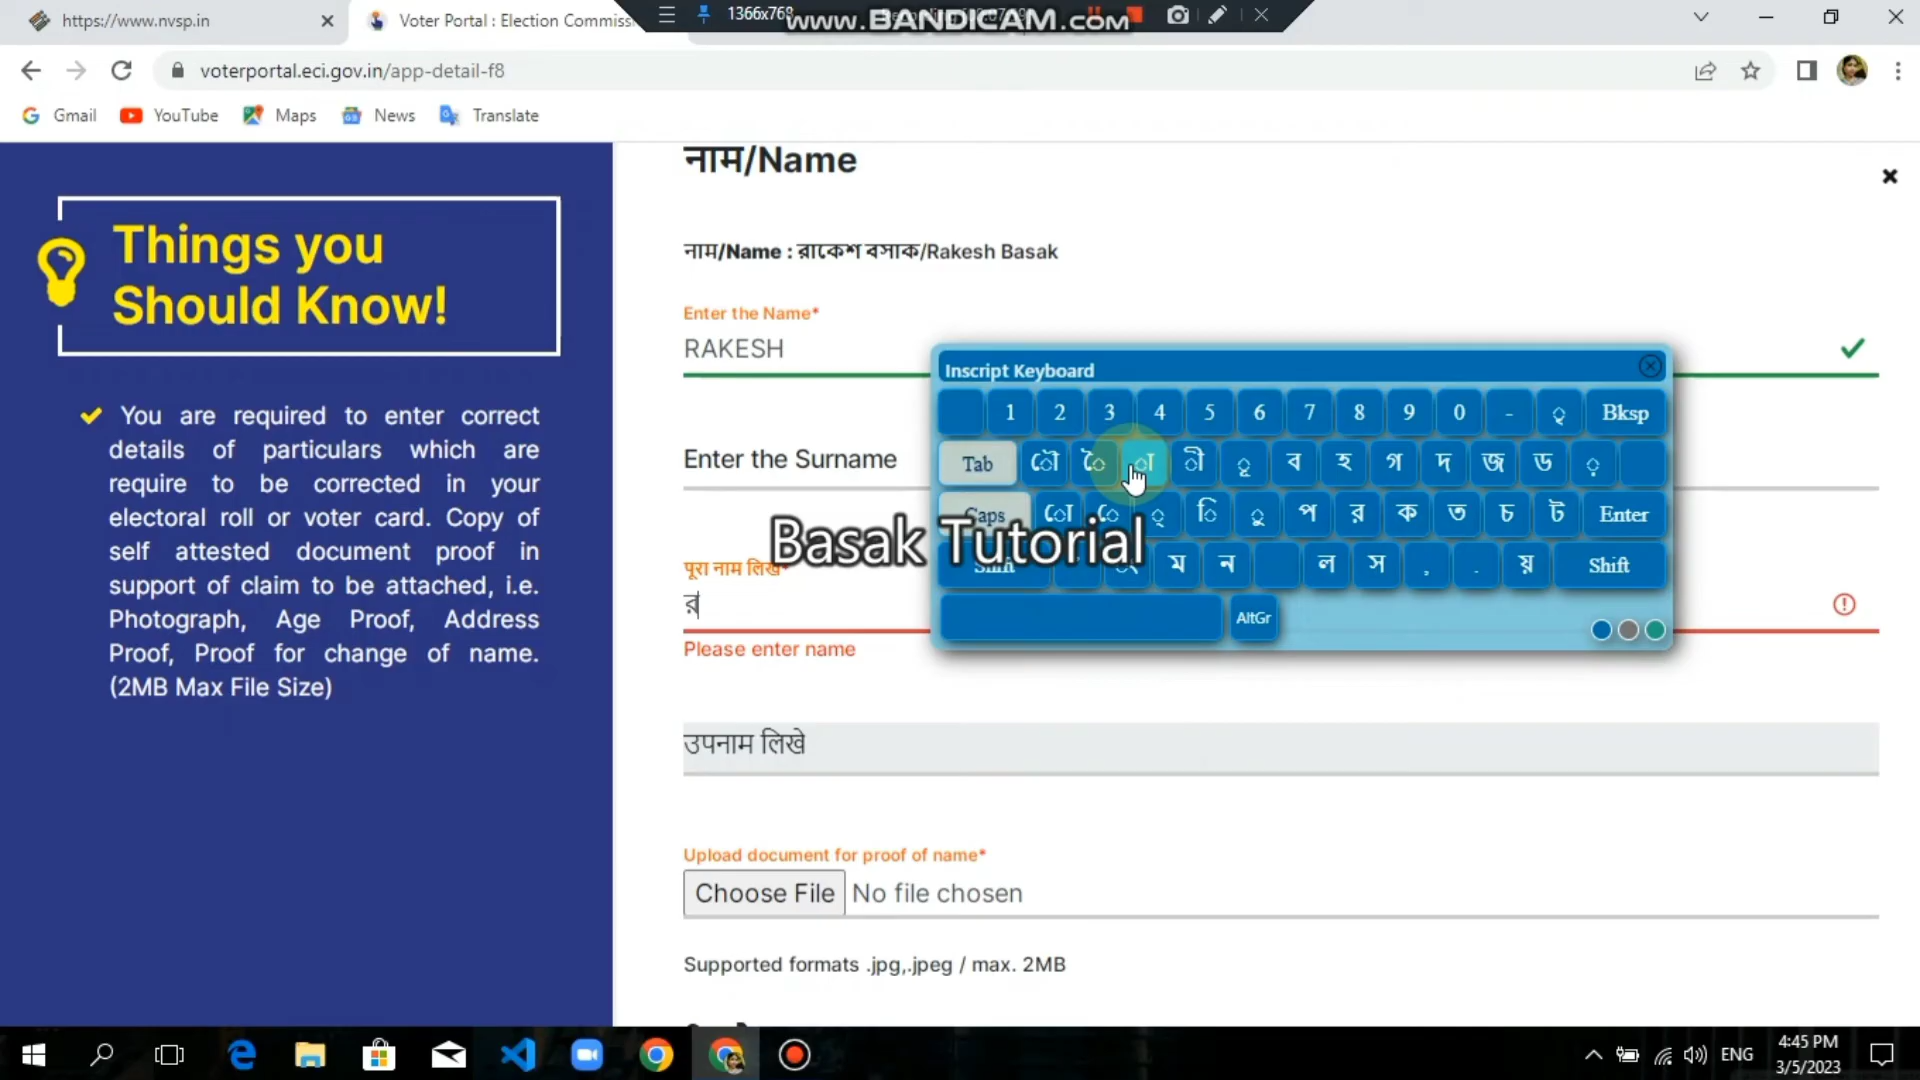 https://www.nvsp.in
Voter Portal : Election Commiss
1366x768
www.BANDICAM.com
voterportal.eci.gov.in/app-detail-f8
Gmail
YouTube
Maps
News
Translate
Things you
Should Know!
You are required to enter correct
details of particulars which are
require to be corrected in your
electoral roll or voter card. Copy of
self attested document proof in
support of claim to be attached, i.e.
Photograph, Age Proof, Address
Proof, Proof for change of name.
(2MB Max File Size)
नाम/Name
नाम/Name : রাকেশ বসাক/Rakesh Basak
Enter the Name*
RAKESH
Enter the Surname
Inscript Keyboard
1 2 3 4 5 6 7 8 9 0 - ৃ Bksp
Tab ৌ ৈ া ী ূ ব হ গ দ জ ড ়
Caps ো ে ্ ি ু প র ক ত চ ট Enter
Shift ম ন ল স , . য় Shift
AltGr
Basak Tutorial
पूरा नाम लिखे*
র
Please enter name
उपनाम लिखे
Upload document for proof of name*
Choose File No file chosen
Supported formats .jpg,.jpeg / max. 2MB
ENG
4:45 PM
3/5/2023